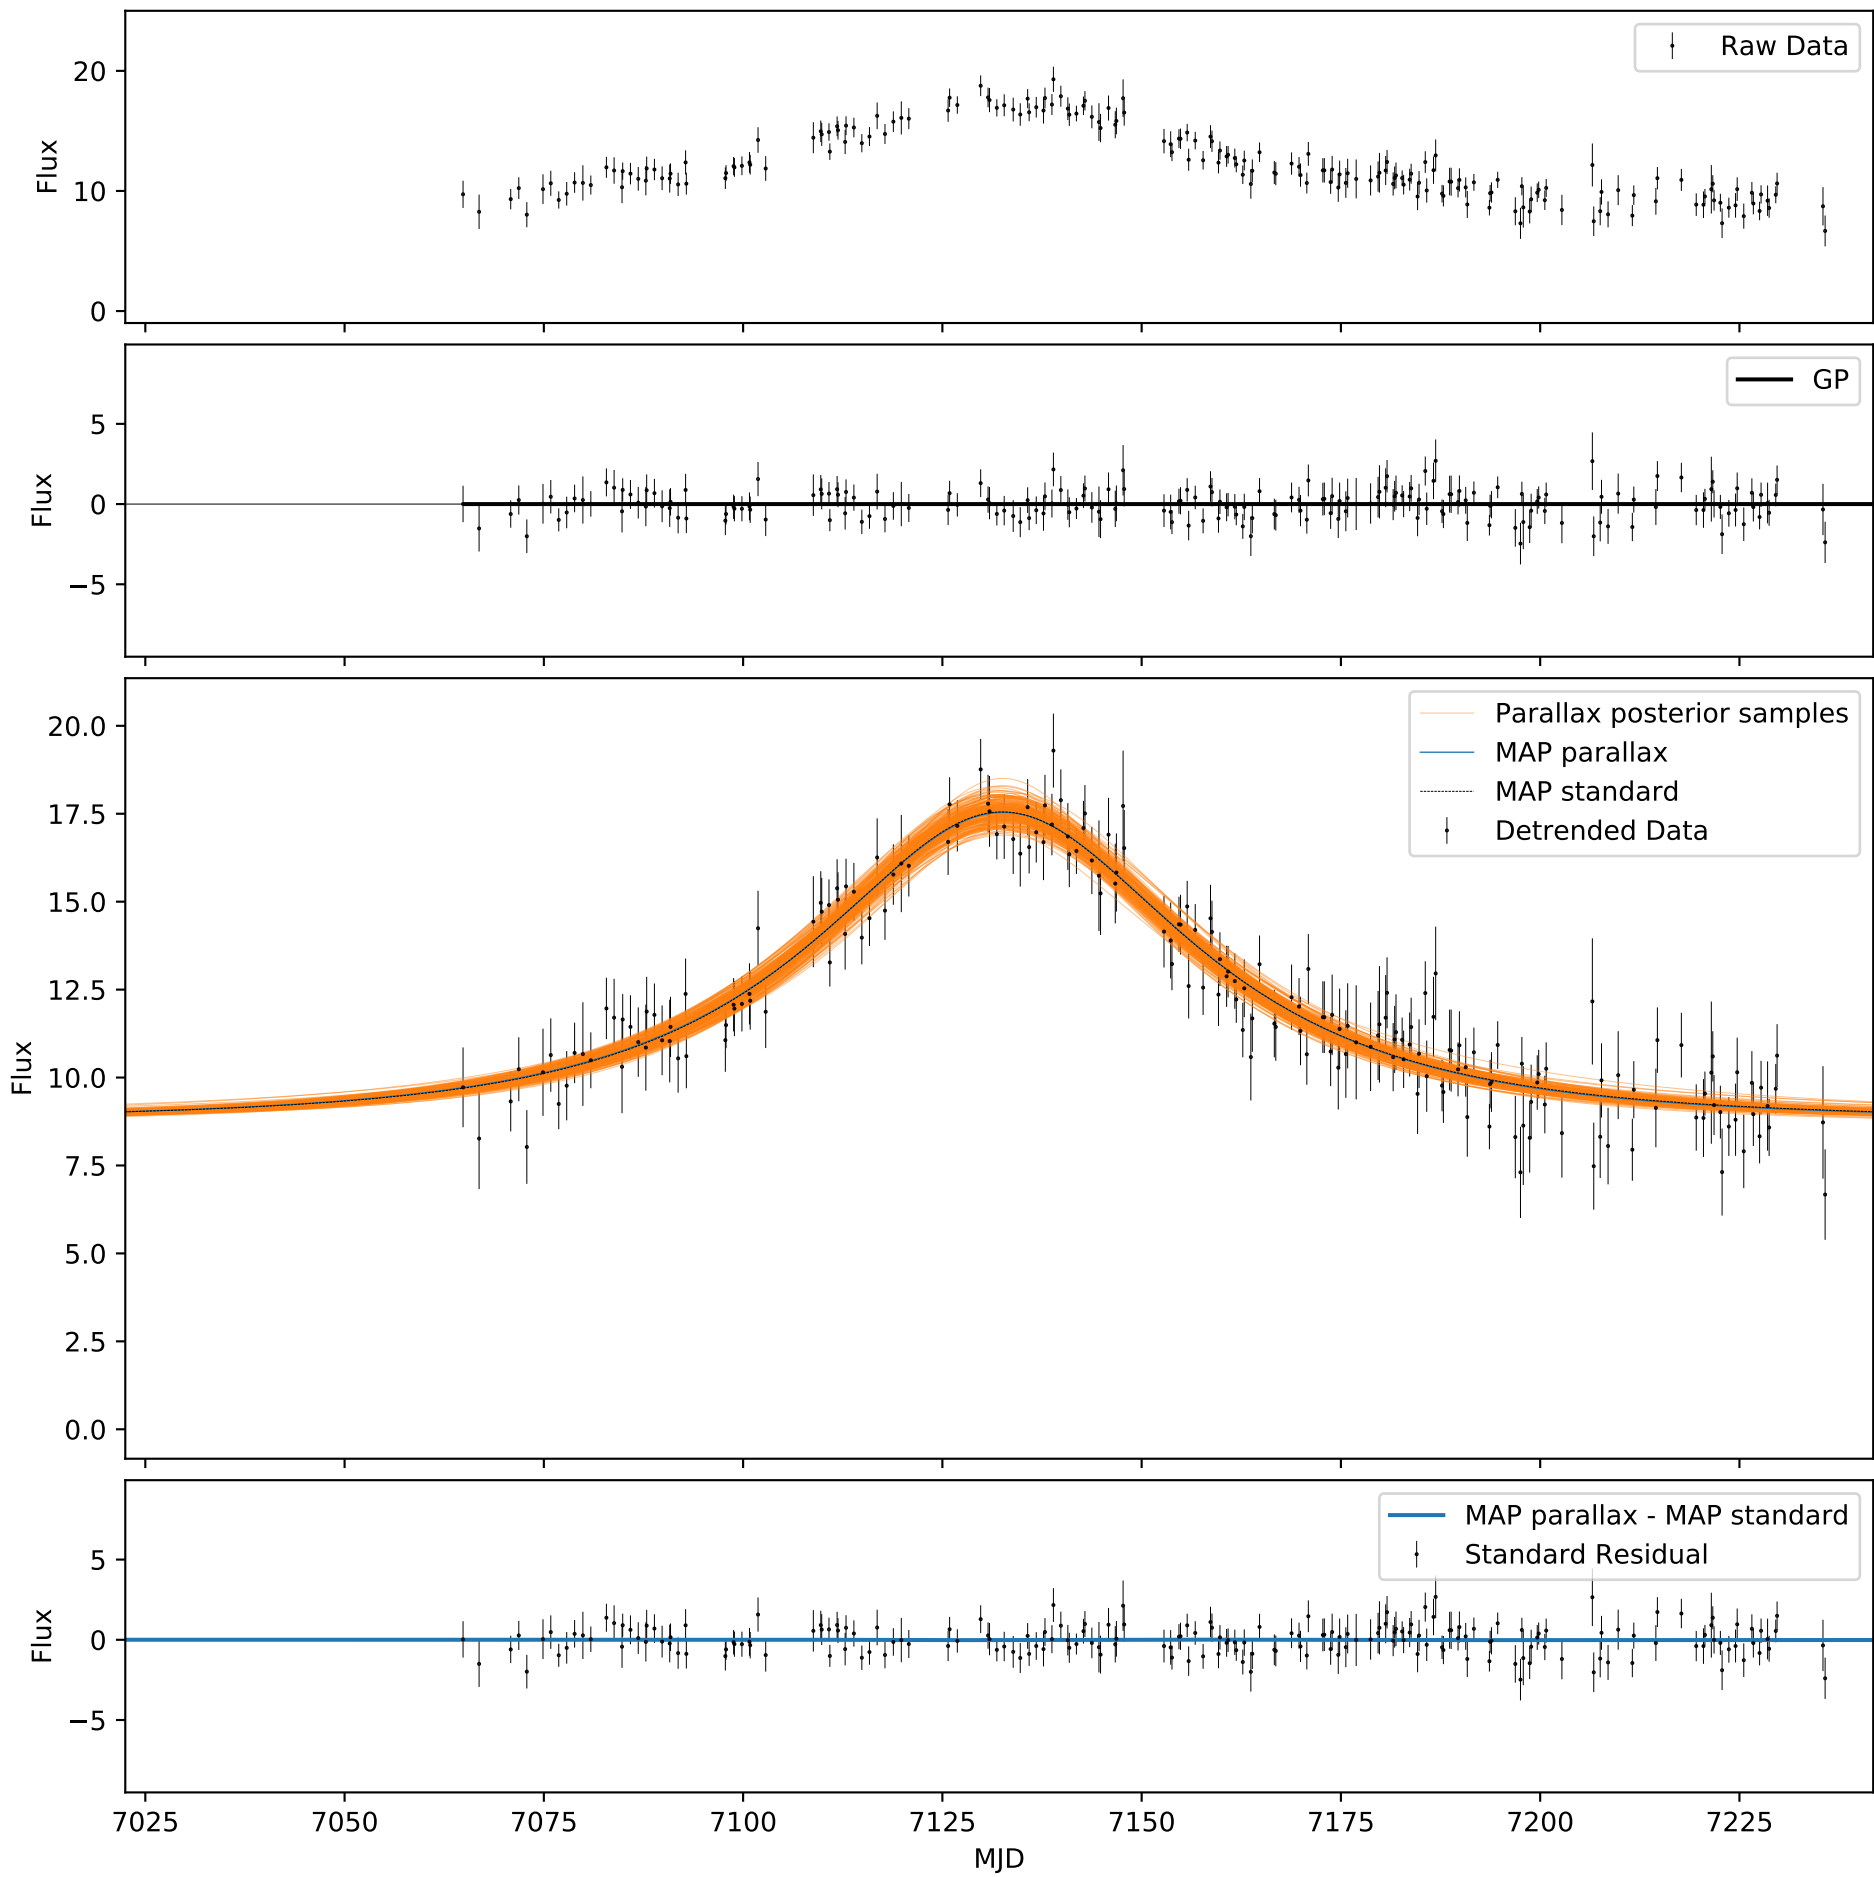 Raw Data
20
10
0
Flux
GP
5
0
−5
Flux
Parallax posterior samples
MAP parallax
MAP standard
Detrended Data
20.0
17.5
15.0
12.5
10.0
7.5
5.0
2.5
0.0
Flux
MAP parallax - MAP standard
Standard Residual
5
0
−5
Flux
7025 7050 7075 7100 7125 7150 7175 7200 7225
MJD